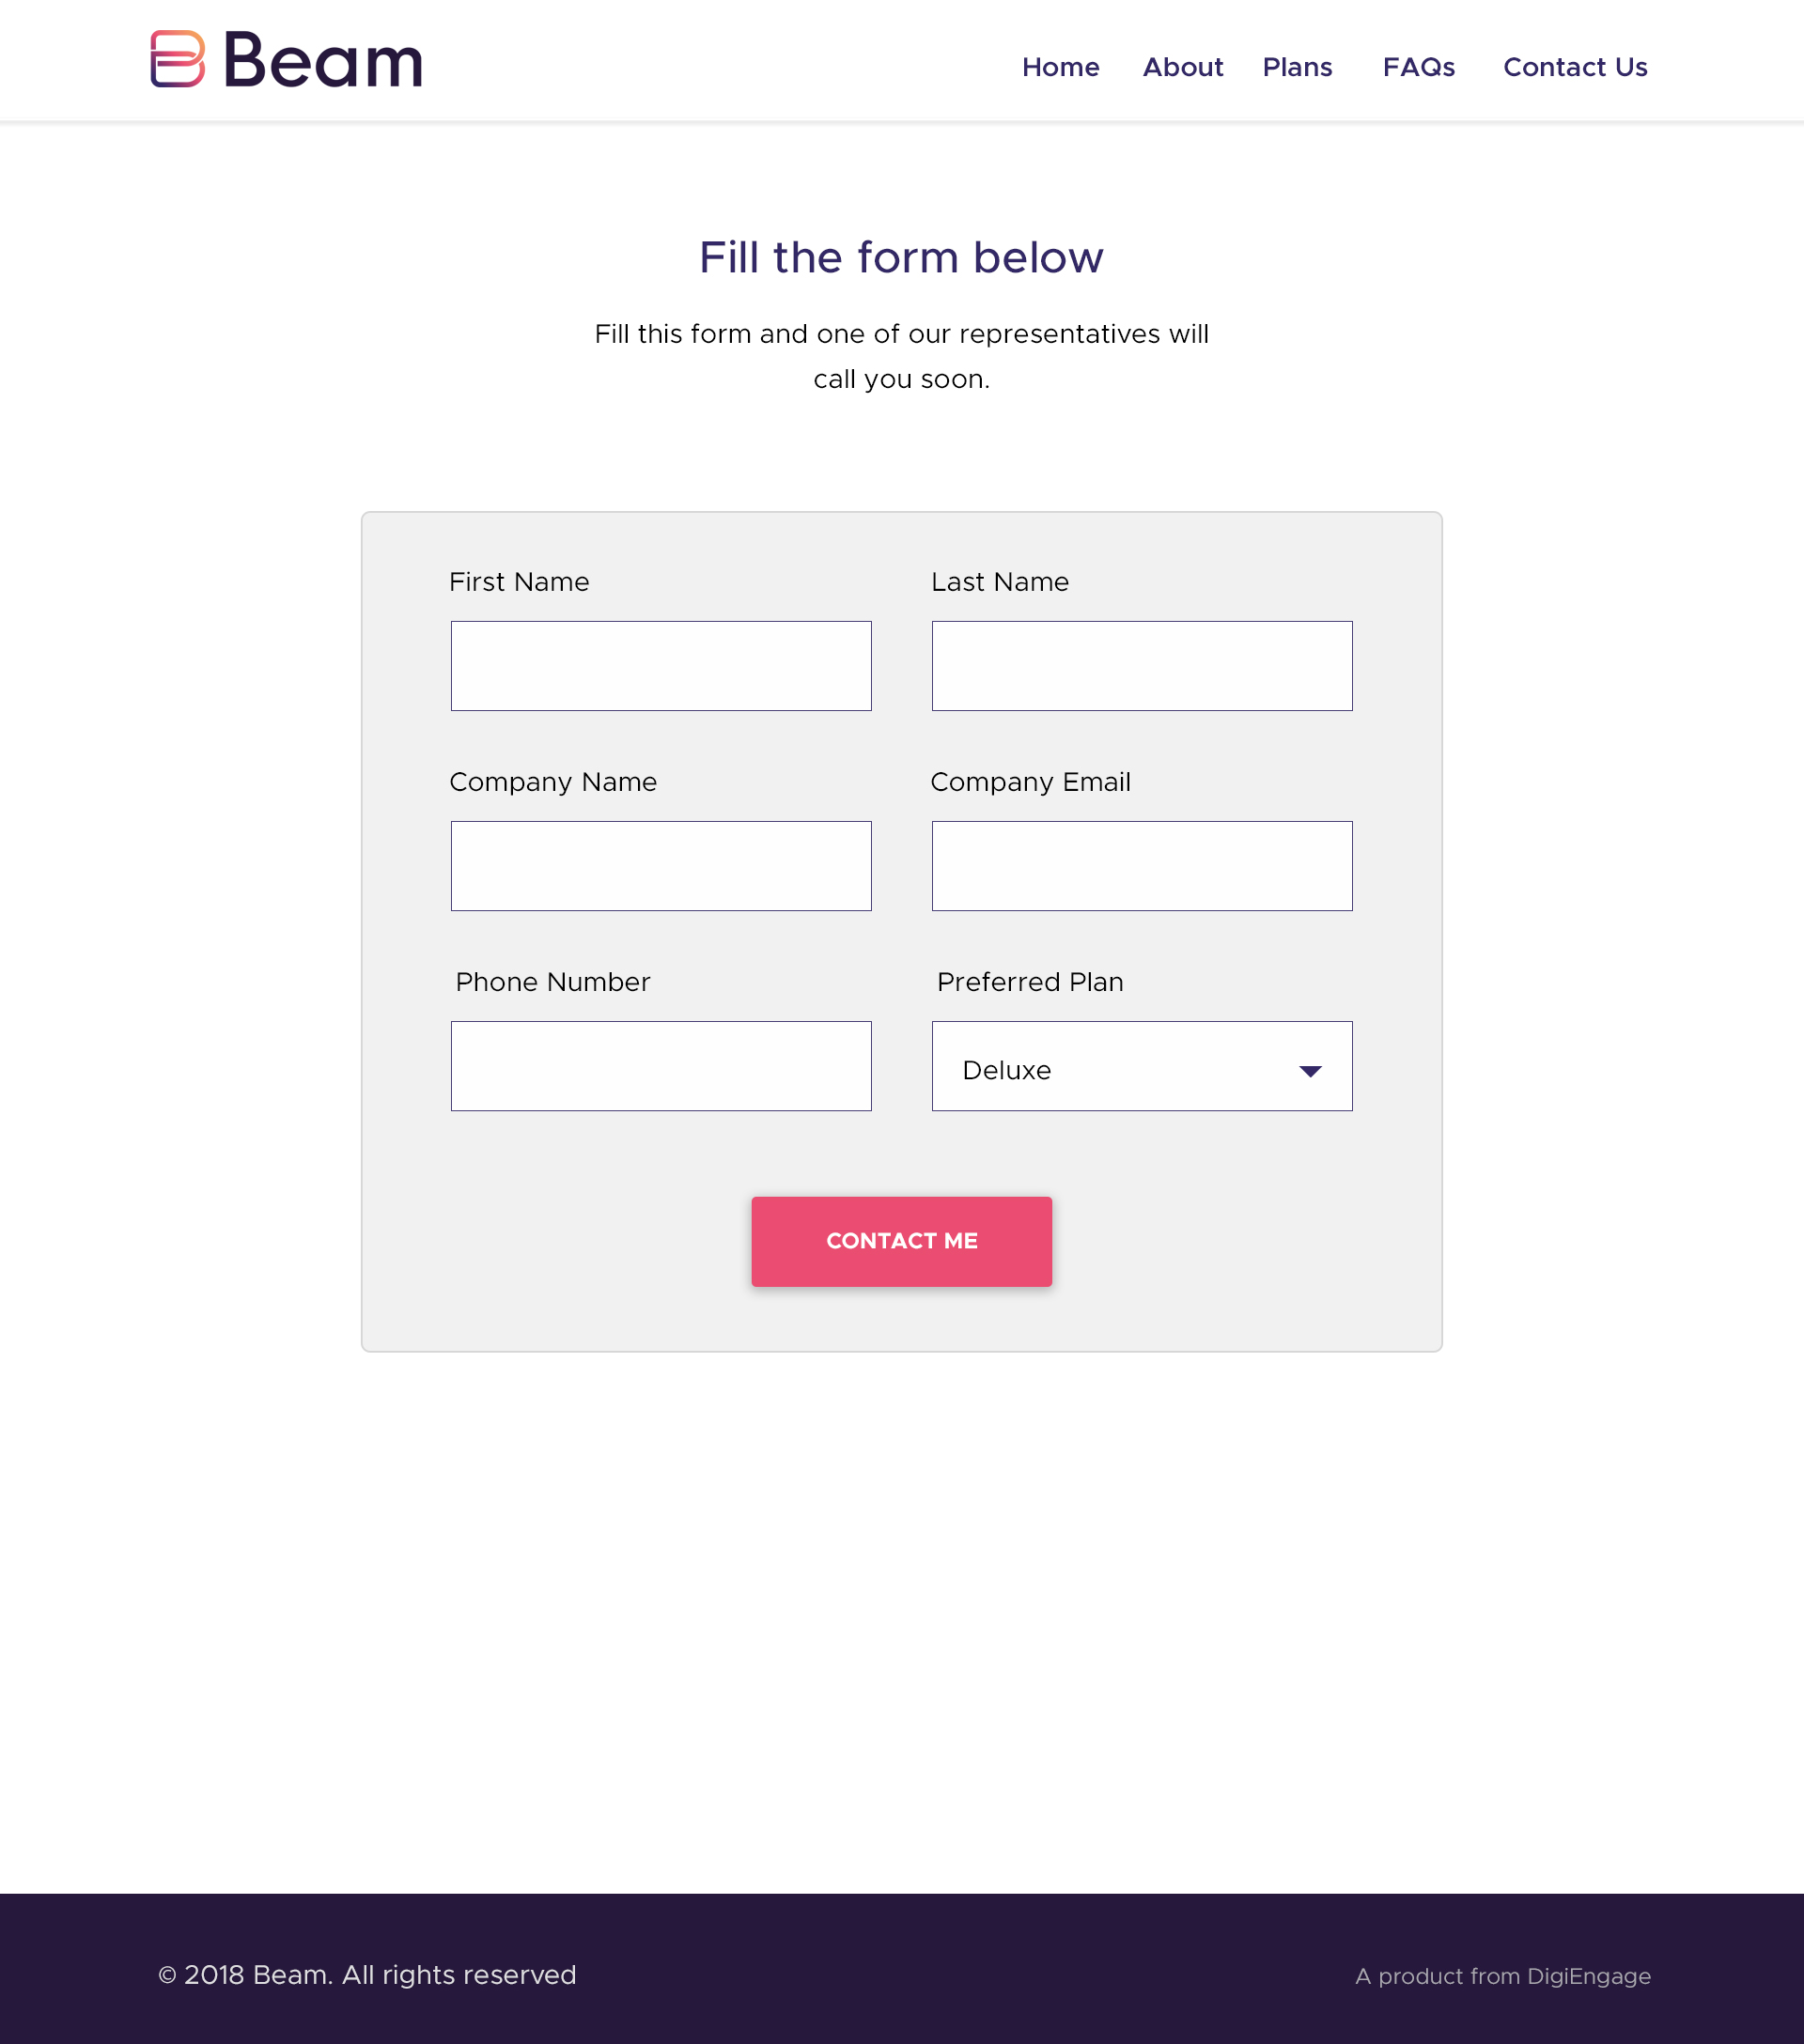 Beam
Home About Plans FAQs Contact Us
Fill the form below
Fill this form and one of our representatives will
call you soon.
First Name Last Name
Company Name Company Email
Phone Number Preferred Plan
Deluxe
CONTACT ME
© 2018 Beam. All rights reserved A product from DigiEngage